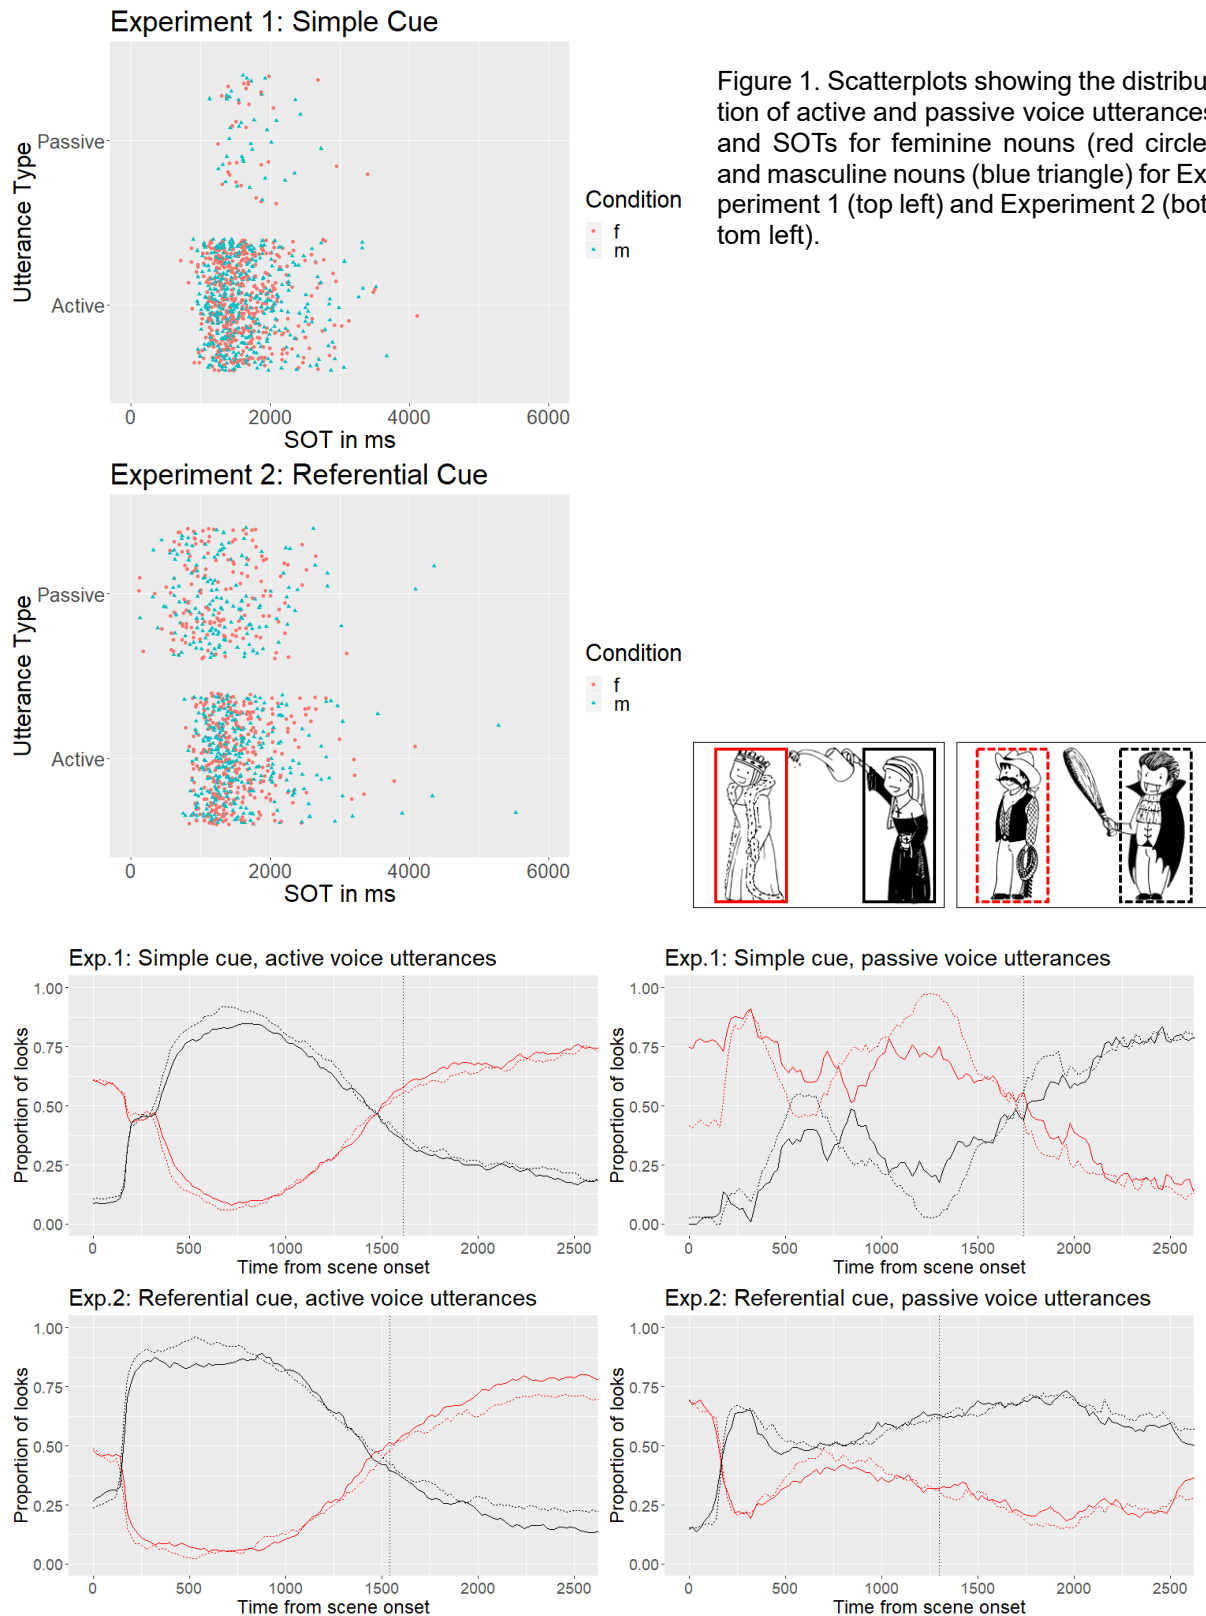 Experiment 1: Simple Cue
Utterance Type
Passive
Active
0 2000 4000 6000
SOT in ms
Condition
f
m
Figure 1. Scatterplots showing the distribu
tion of active and passive voice utterances
and SOTs for feminine nouns (red circle
and masculine nouns (blue triangle) for Ex
periment 1 (top left) and Experiment 2 (bot
tom left).
Experiment 2: Referential Cue
Utterance Type
Passive
Active
0 2000 4000 6000
SOT in ms
Condition
f
m
Exp.1: Simple cue, active voice utterances
Proportion of looks
1.00
0.75
0.50
0.25
0.00
0 500 1000 1500 2000 2500
Time from scene onset
Exp.1: Simple cue, passive voice utterances
Proportion of looks
1.00
0.75
0.50
0.25
0.00
0 500 1000 1500 2000 2500
Time from scene onset
Exp.2: Referential cue, active voice utterances
Proportion of looks
1.00
0.75
0.50
0.25
0.00
0 500 1000 1500 2000 2500
Time from scene onset
Exp.2: Referential cue, passive voice utterances
Proportion of looks
1.00
0.75
0.50
0.25
0.00
0 500 1000 1500 2000 2500
Time from scene onset